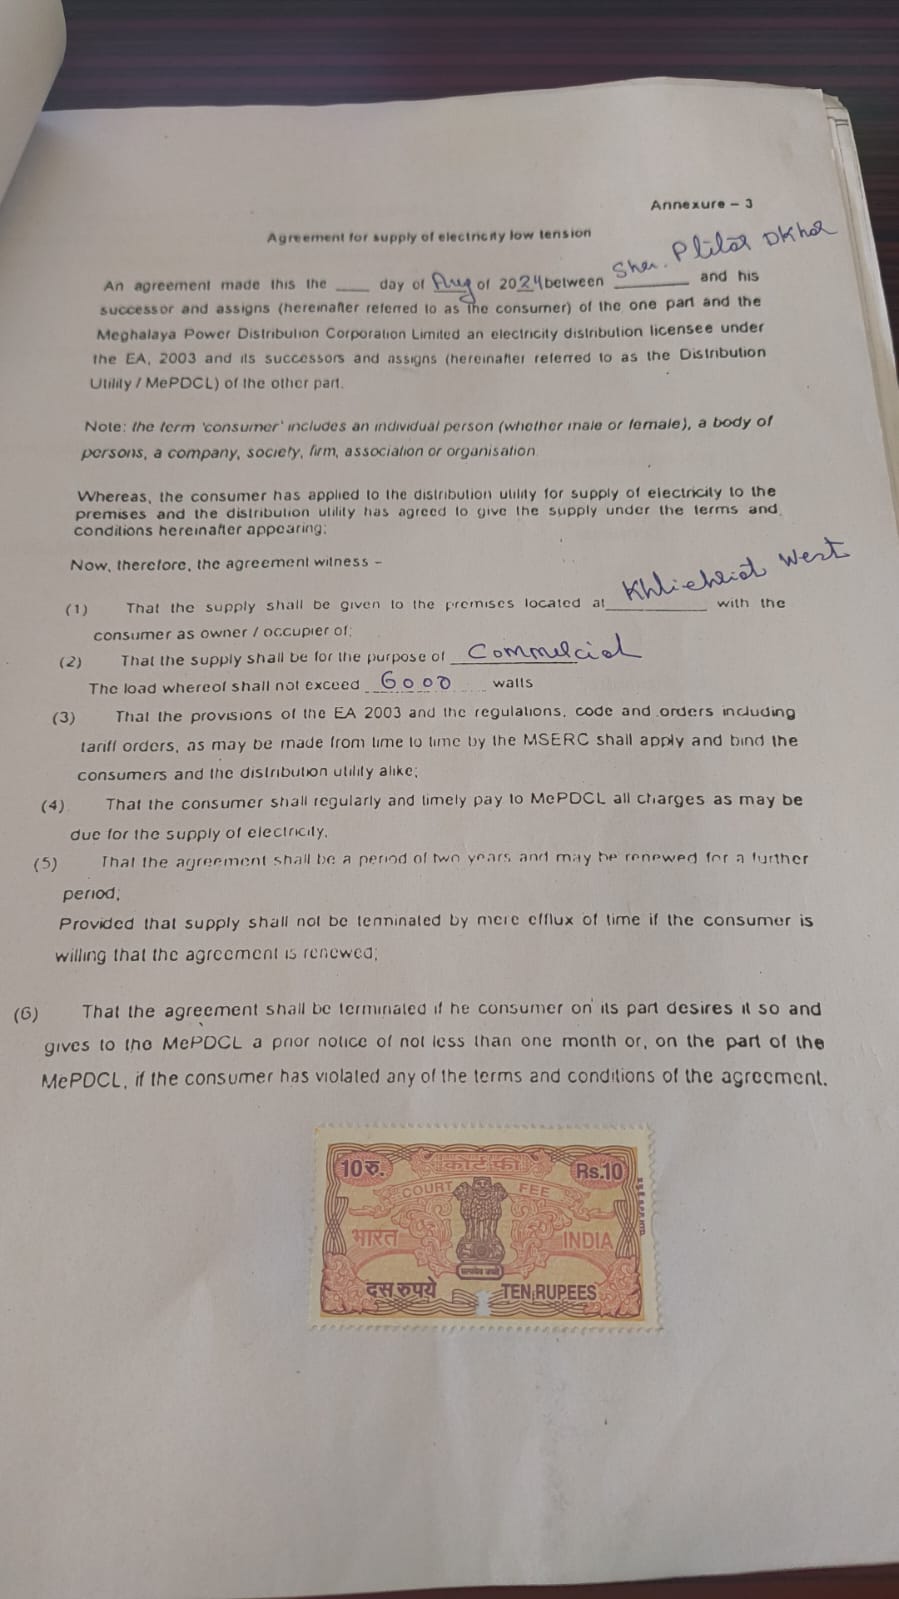 Annexure – 3
Agreement for supply of electricity low tension
An agreement made this the ____ day of Aug of 2024 between Shri. Plilar Dkhar and his
successor and assigns (hereinafter referred to as the consumer) of the one part and the
Meghalaya Power Distribution Corporation Limited an electricity distribution licensee under
the EA, 2003 and its successors and assigns (hereinafter referred to as the Distribution
Utility / MePDCL) of the other part.
Note: the term 'consumer' includes an individual person (whether male or female), a body of
persons, a company, society, firm, association or organisation
Whereas, the consumer has applied to the distribution utility for supply of electricity to the
premises and the distribution utility has agreed to give the supply under the terms and
conditions hereinafter appearing:
Now, therefore, the agreement witness –
(1) That the supply shall be given to the premises located at Khliehriat West with the
consumer as owner / occupier of;
(2) That the supply shall be for the purpose of Commercial
The load whereof shall not exceed 6000 watts
(3) That the provisions of the EA 2003 and the regulations, code and orders including
tariff orders, as may be made from time to time by the MSERC shall apply and bind the
consumers and the distribution utility alike;
(4) That the consumer shall regularly and timely pay to MePDCL all charges as may be
due for the supply of electricity.
(5) That the agreement shall be a period of two years and may be renewed for a further
period;
Provided that supply shall not be terminated by mere efflux of time if the consumer is
willing that the agreement is renewed;
(6) That the agreement shall be terminated if he consumer on its part desires it so and
gives to the MePDCL a prior notice of not less than one month or, on the part of the
MePDCL, if the consumer has violated any of the terms and conditions of the agreement.
10रु. कोर्ट फी Rs.10
COURT FEE
भारत INDIA
सत्यमेव जयते
दस रुपये TEN RUPEES